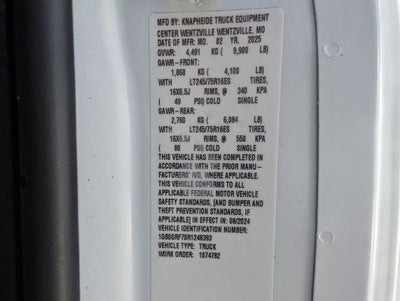 MFD BY: KNAPHEIDE TRUCK EQUIPMENT
CENTER WENTZVILLE WENTZVILLE, MO
DATE OF MFR: MO. 02 YR. 2025
GVWR: 4,491 KG ( 9,900 LB)
GAWR-FRONT:
1,860 KG ( 4,100 LB)
WITH LT245/75R16ES TIRES,
16X6.5J RIMS, @ 340 KPA
( 49 PSI) COLD SINGLE
GAWR-REAR:
2,760 KG ( 6,084 LB)
WITH LT245/75R16ES TIRES,
16X6.5J RIMS, @ 550 KPA
( 80 PSI) COLD SINGLE
THIS VEHICLE HAS BEEN COMPLETED IN
ACCORDANCE WITH THE PRIOR MANU-
FACTURERS' IVD, WHERE APPLICABLE.
THIS VEHICLE CONFORMS TO ALL
APPLICABLE FEDERAL MOTOR VEHICLE
SAFETY STANDARDS, [AND BUMPER AND
THEFT PREVENTION STANDARDS, IF
APPLICABLE] IN EFFECT IN: 08/2024
VEHICLE IDENTIFICATION NUMBER:
VEHICLE TYPE: TRUCK
WORK ORDER: 1074782